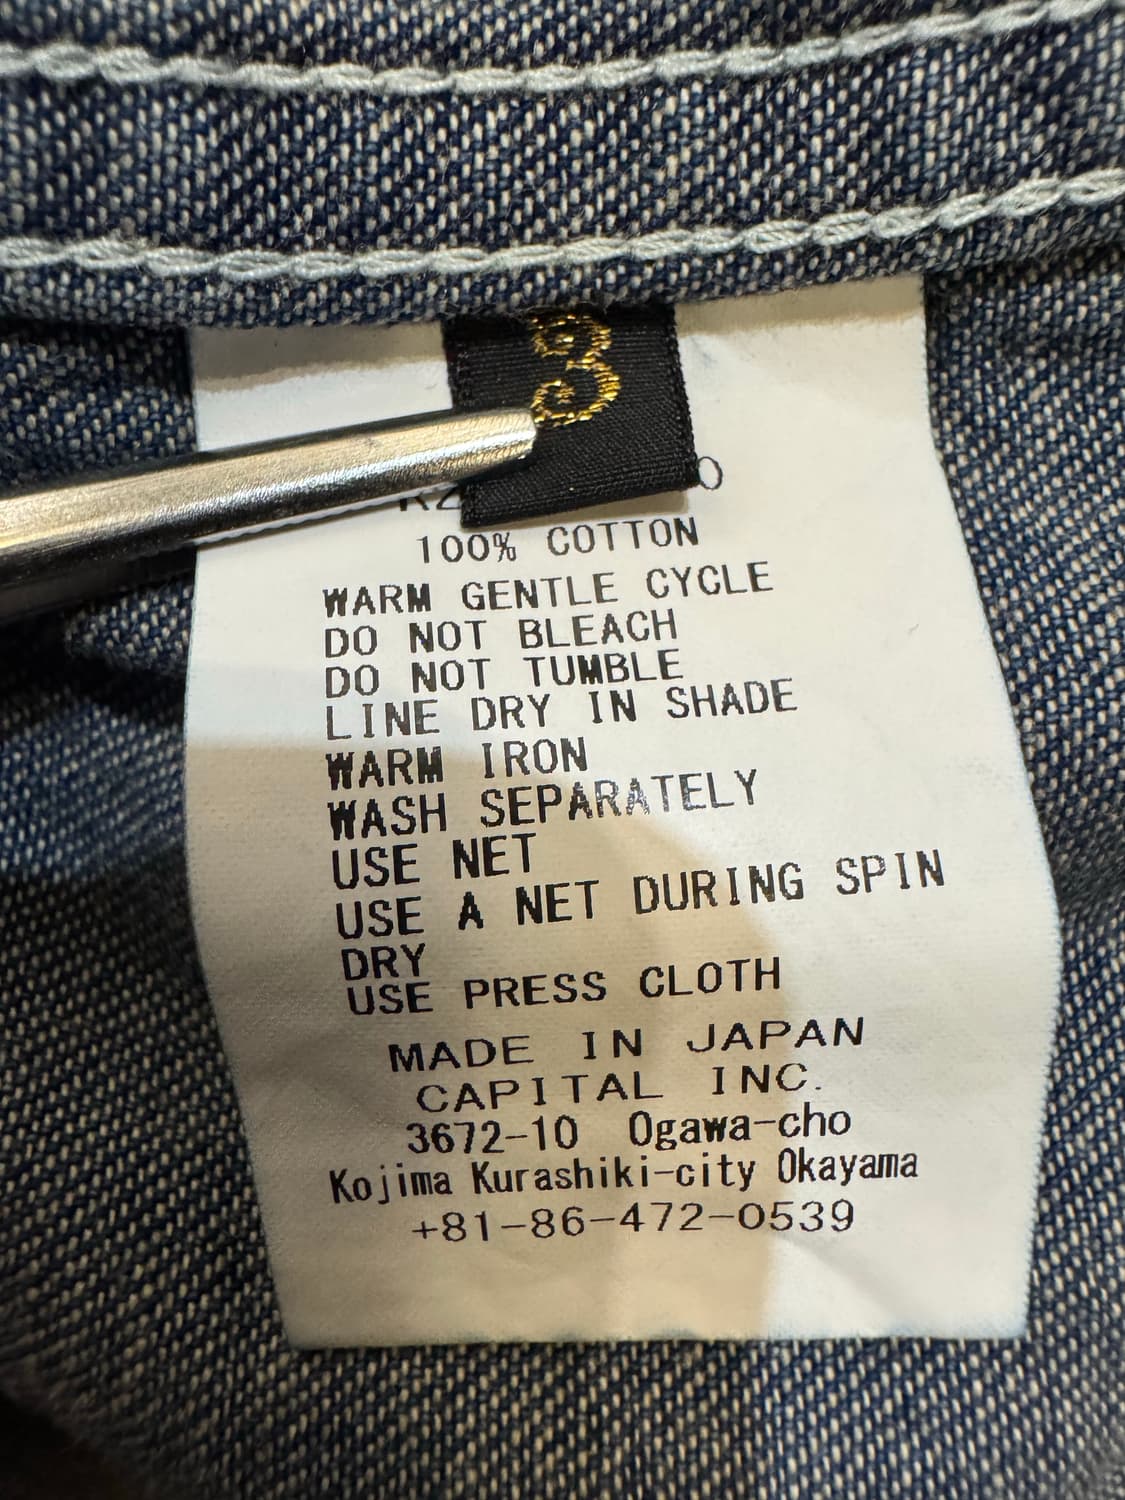 3
100% COTTON
WARM GENTLE CYCLE
DO NOT BLEACH
DO NOT TUMBLE
LINE DRY IN SHADE
WARM IRON
WASH SEPARATELY
USE NET
USE A NET DURING SPIN
DRY
USE PRESS CLOTH
MADE IN JAPAN
CAPITAL INC.
3672-10 Ogawa-cho
Kojima Kurashiki-city Okayama
+81-86-472-0539